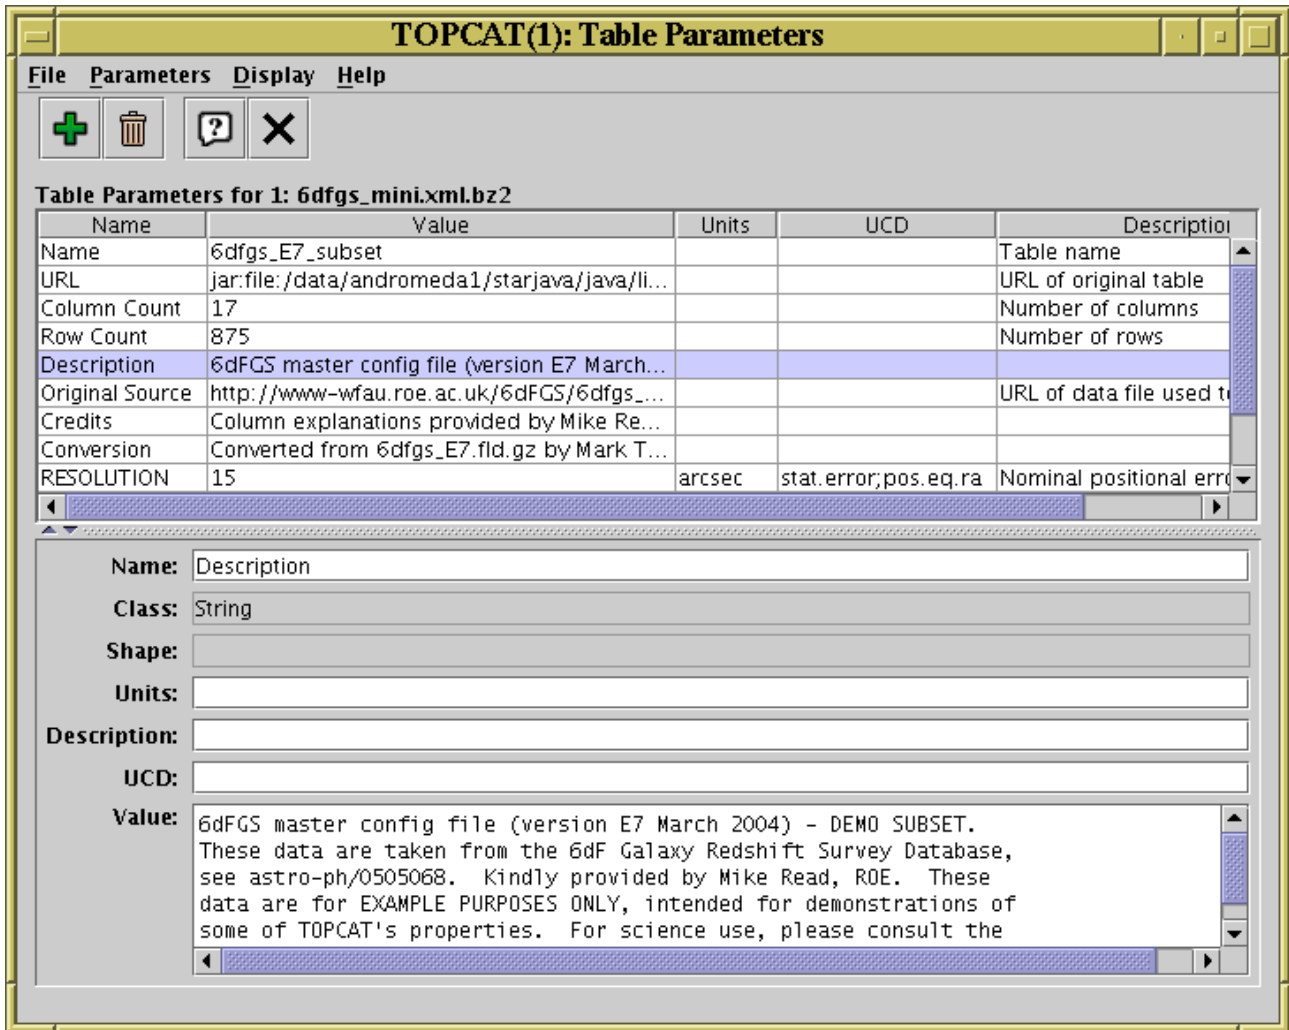 TOPCAT(1): Table Parameters
File Parameters Display Help
Table Parameters for 1: 6dfgs_mini.xml.bz2
Name Value Units UCD Description
Name 6dfgs_E7_subset Table name
URL jar:file:/data/andromeda1/starjava/java/li... URL of original table
Column Count 17 Number of columns
Row Count 875 Number of rows
Description 6dFGS master config file (version E7 March...
Original Source http://www-wfau.roe.ac.uk/6dFGS/6dfgs_... URL of data file used t
Credits Column explanations provided by Mike Re...
Conversion Converted from 6dfgs_E7.fld.gz by Mark T...
RESOLUTION 15 arcsec stat.error;pos.eq.ra Nominal positional erro
Name: Description
Class: String
Shape:
Units:
Description:
UCD:
Value: 6dFGS master config file (version E7 March 2004) - DEMO SUBSET.
These data are taken from the 6dF Galaxy Redshift Survey Database,
see astro-ph/0505068. Kindly provided by Mike Read, ROE. These
data are for EXAMPLE PURPOSES ONLY, intended for demonstrations of
some of TOPCAT's properties. For science use, please consult the